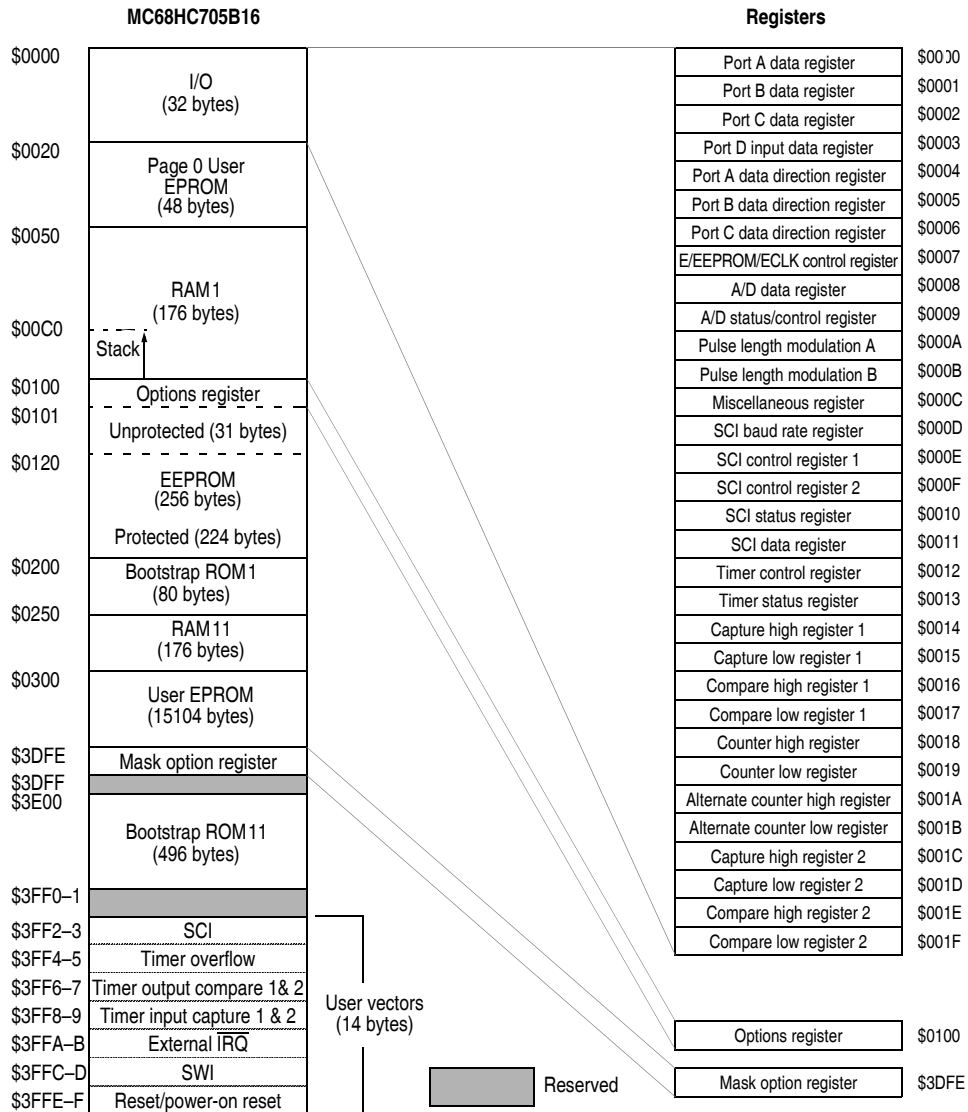 MC68HC705B16
Registers
$0000
I/O
(32 bytes)
$0020
Page 0 User
EPROM
(48 bytes)
$0050
RAM1
(176 bytes)
$00C0
Stack
$0100
Options register
$0101
Unprotected (31 bytes)
$0120
EEPROM
(256 bytes)
Protected (224 bytes)
$0200
Bootstrap ROM1
(80 bytes)
$0250
RAM11
(176 bytes)
$0300
User EPROM
(15104 bytes)
$3DFE
Mask option register
$3DFF
$3E00
Bootstrap ROM11
(496 bytes)
$3FF0–1
$3FF2–3 SCI
$3FF4–5 Timer overflow
$3FF6–7 Timer output compare 1& 2
$3FF8–9 Timer input capture 1 & 2
$3FFA–B External IRQ
$3FFC–D SWI
$3FFE–F Reset/power-on reset
User vectors
(14 bytes)
Reserved
Port A data register $0000
Port B data register $0001
Port C data register $0002
Port D input data register $0003
Port A data direction register $0004
Port B data direction register $0005
Port C data direction register $0006
E/EEPROM/ECLK control register $0007
A/D data register $0008
A/D status/control register $0009
Pulse length modulation A $000A
Pulse length modulation B $000B
Miscellaneous register $000C
SCI baud rate register $000D
SCI control register 1 $000E
SCI control register 2 $000F
SCI status register $0010
SCI data register $0011
Timer control register $0012
Timer status register $0013
Capture high register 1 $0014
Capture low register 1 $0015
Compare high register 1 $0016
Compare low register 1 $0017
Counter high register $0018
Counter low register $0019
Alternate counter high register $001A
Alternate counter low register $001B
Capture high register 2 $001C
Capture low register 2 $001D
Compare high register 2 $001E
Compare low register 2 $001F
Options register $0100
Mask option register $3DFE